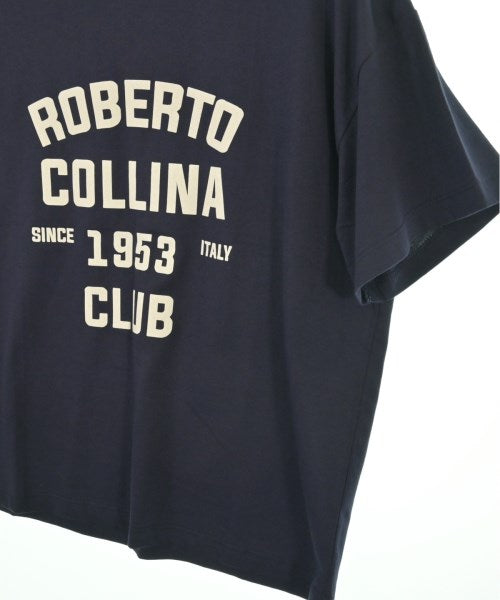 ROBERTO
COLLINA
SINCE 1953 ITALY
CLUB